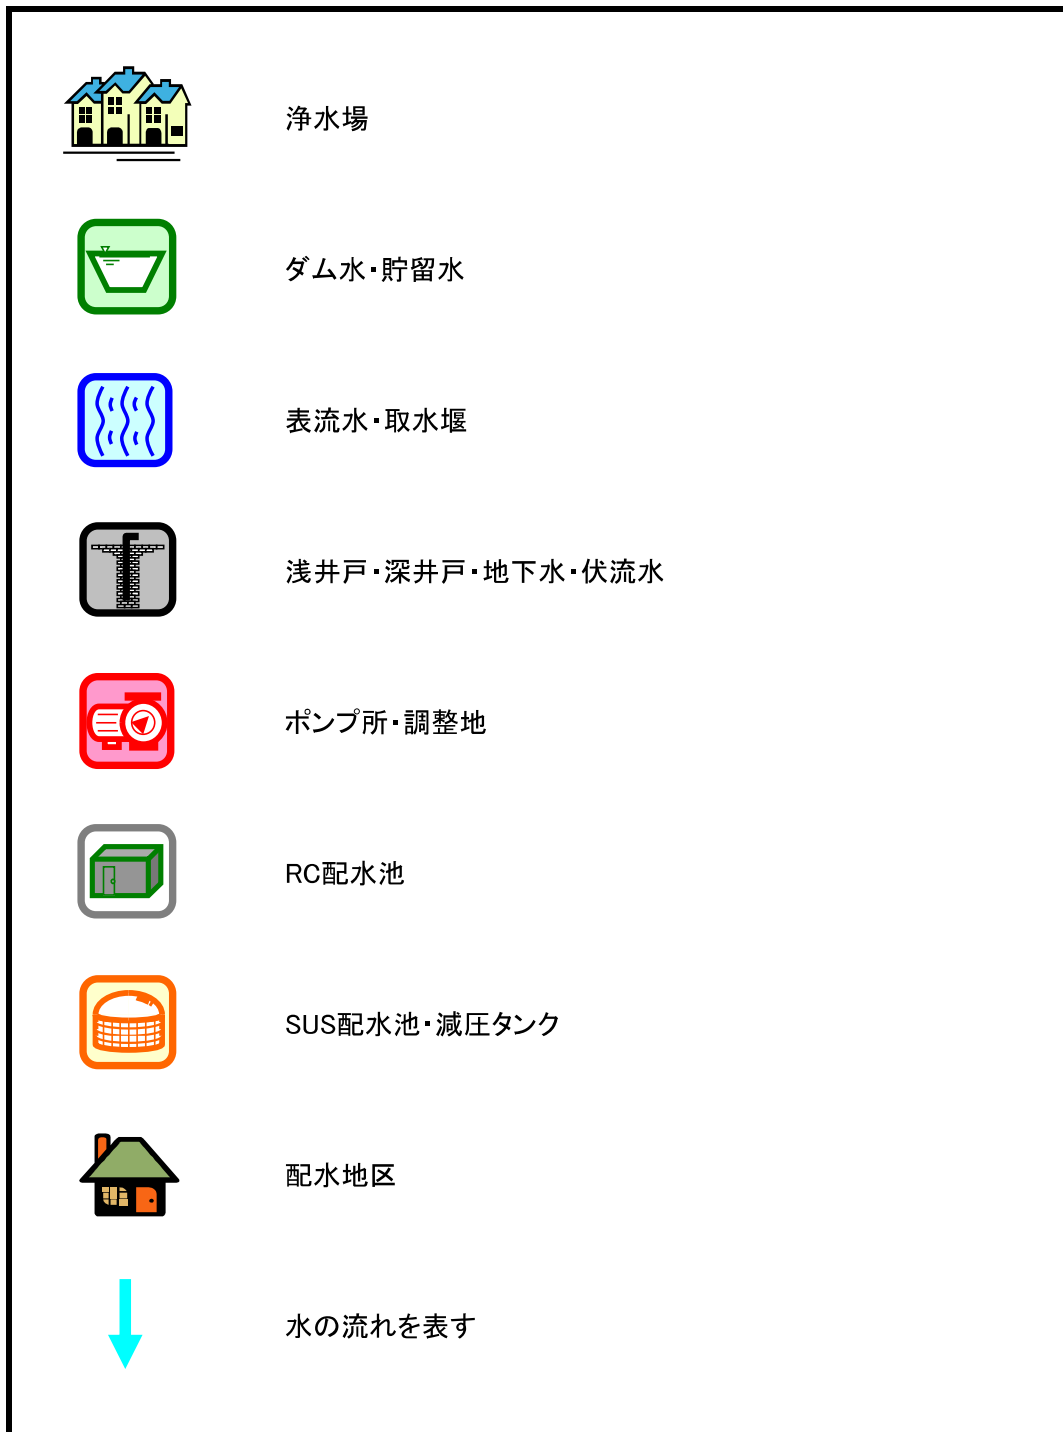 浄水場
ダム水・貯留水
表流水・取水堰
浅井戸・深井戸・地下水・伏流水
ポンプ所・調整地
RC配水池
SUS配水池・減圧タンク
配水地区
水の流れを表す